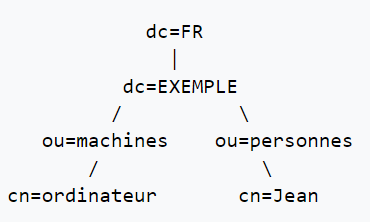 dc=FR
|
dc=EXEMPLE
/ \
ou=machines ou=personnes
/ \
cn=ordinateur cn=Jean